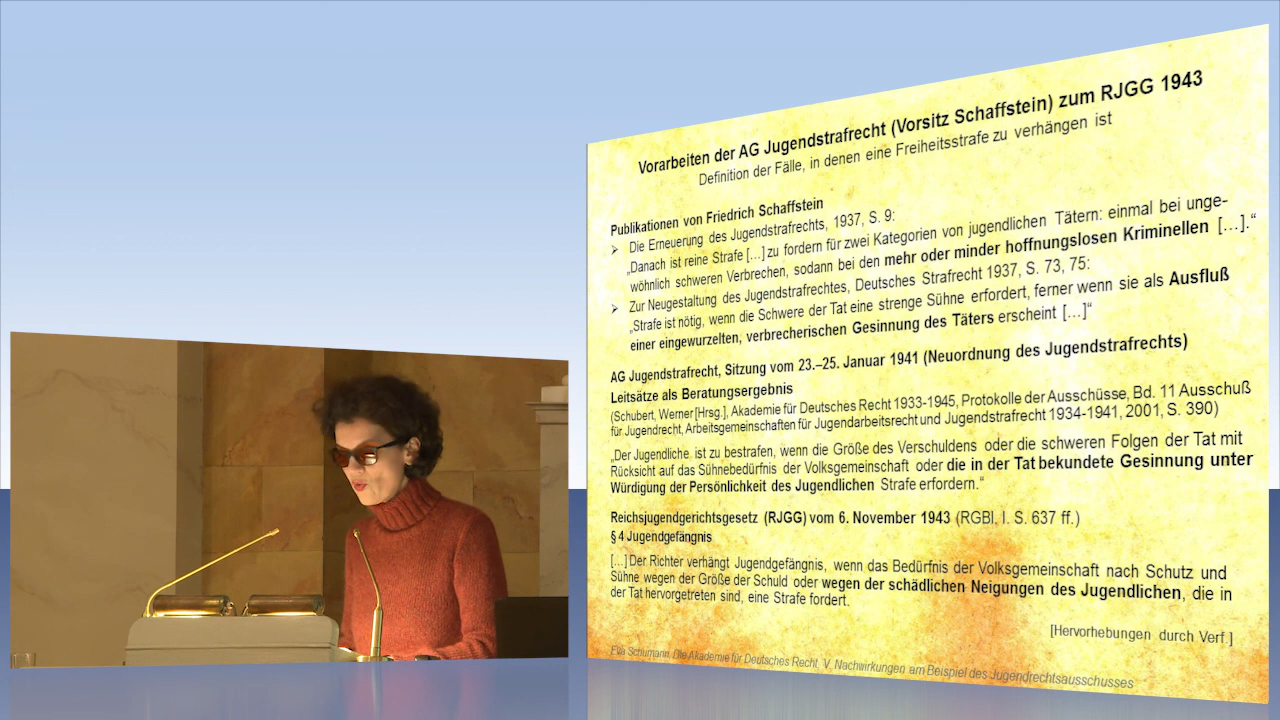 Vorarbeiten der AG Jugendstrafrecht (Vorsitz Schaffstein) zum RJGG 1943
Definition der Fälle, in denen eine Freiheitsstrafe zu verhängen ist
Publikationen von Friedrich Schaffstein
➢ Die Erneuerung des Jugendstrafrechts, 1937, S. 9:
„Danach ist reine Strafe […] zu fordern für zwei Kategorien von jugendlichen Tätern: einmal bei unge-
wöhnlich schweren Verbrechen, sodann bei den mehr oder minder hoffnungslosen Kriminellen […].“
➢ Zur Neugestaltung des Jugendstrafrechtes, Deutsches Strafrecht 1937, S. 73, 75:
„Strafe ist nötig, wenn die Schwere der Tat eine strenge Sühne erfordert, ferner wenn sie als Ausfluß
einer eingewurzelten, verbrecherischen Gesinnung des Täters erscheint […]“
AG Jugendstrafrecht, Sitzung vom 23.–25. Januar 1941 (Neuordnung des Jugendstrafrechts)
Leitsätze als Beratungsergebnis
(Schubert, Werner [Hrsg.], Akademie für Deutsches Recht 1933-1945, Protokolle der Ausschüsse, Bd. 11 Ausschuß
für Jugendrecht, Arbeitsgemeinschaften für Jugendarbeitsrecht und Jugendstrafrecht 1934-1941, 2001, S. 390)
„Der Jugendliche ist zu bestrafen, wenn die Größe des Verschuldens oder die schweren Folgen der Tat mit
Rücksicht auf das Sühnebedürfnis der Volksgemeinschaft oder die in der Tat bekundete Gesinnung unter
Würdigung der Persönlichkeit des Jugendlichen Strafe erfordern.“
Reichsjugendgerichtsgesetz (RJGG) vom 6. November 1943 (RGBl. I. S. 637 ff.)
§ 4 Jugendgefängnis
[…] Der Richter verhängt Jugendgefängnis, wenn das Bedürfnis der Volksgemeinschaft nach Schutz und
Sühne wegen der Größe der Schuld oder wegen der schädlichen Neigungen des Jugendlichen, die in
der Tat hervorgetreten sind, eine Strafe fordert.
[Hervorhebungen durch Verf.]
Eva Schumann, Die Akademie für Deutsches Recht. V. Nachwirkungen am Beispiel des Jugendrechtsausschusses